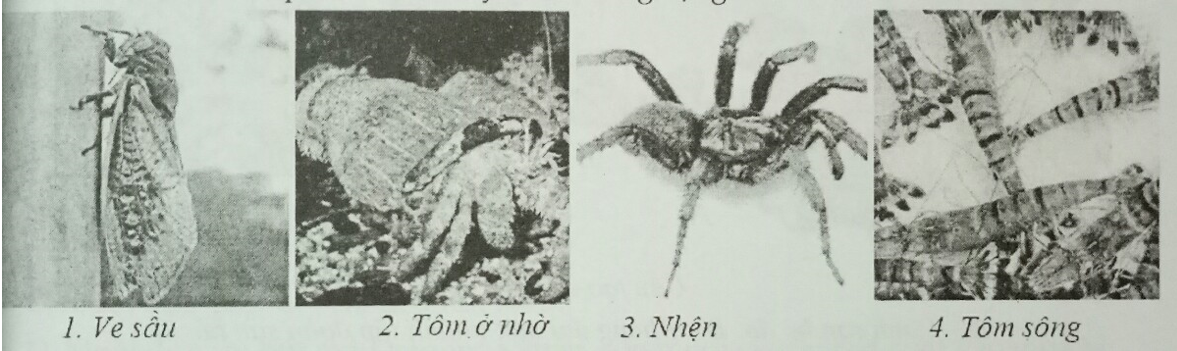 1. Ve sầu
2. Tôm ở nhờ
3. Nhện
4. Tôm sông